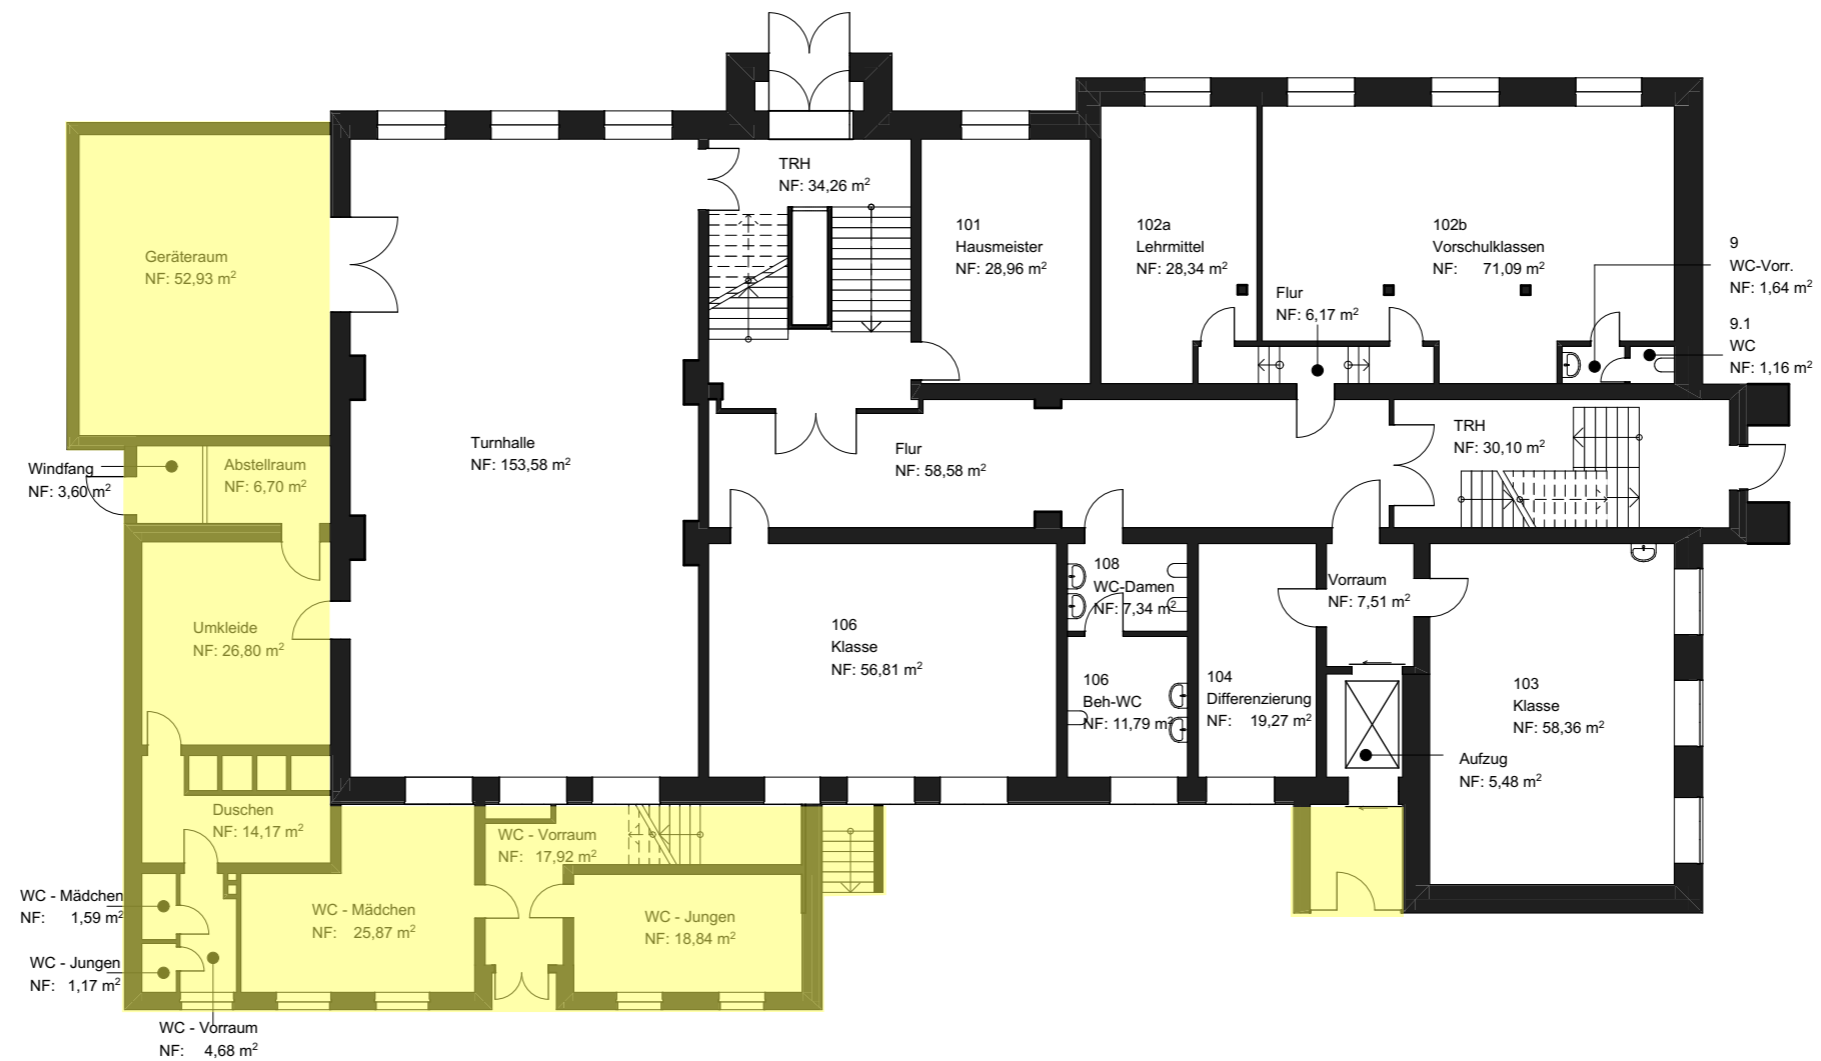 TRH
NF: 34,26 m²
Geräteraum
NF: 52,93 m²
101
Hausmeister
NF: 28,96 m²
102a
Lehrmittel
NF: 28,34 m²
102b
Vorschulklassen
NF: 71,09 m²
9
WC-Vorr.
NF: 1,64 m²
Flur
NF: 6,17 m²
9.1
WC
NF: 1,16 m²
Windfang
NF: 3,60 m²
Abstellraum
NF: 6,70 m²
Turnhalle
NF: 153,58 m²
Flur
NF: 58,58 m²
TRH
NF: 30,10 m²
Umkleide
NF: 26,80 m²
106
Klasse
NF: 56,81 m²
108
WC-Damen
NF: 7,34 m²
Vorraum
NF: 7,51 m²
106
Beh-WC
NF: 11,79 m²
104
Differenzierung
NF: 19,27 m²
103
Klasse
NF: 58,36 m²
Aufzug
NF: 5,48 m²
Duschen
NF: 14,17 m²
WC - Vorraum
NF: 17,92 m²
WC - Mädchen
NF: 1,59 m²
WC - Mädchen
NF: 25,87 m²
WC - Jungen
NF: 18,84 m²
WC - Jungen
NF: 1,17 m²
WC - Vorraum
NF: 4,68 m²